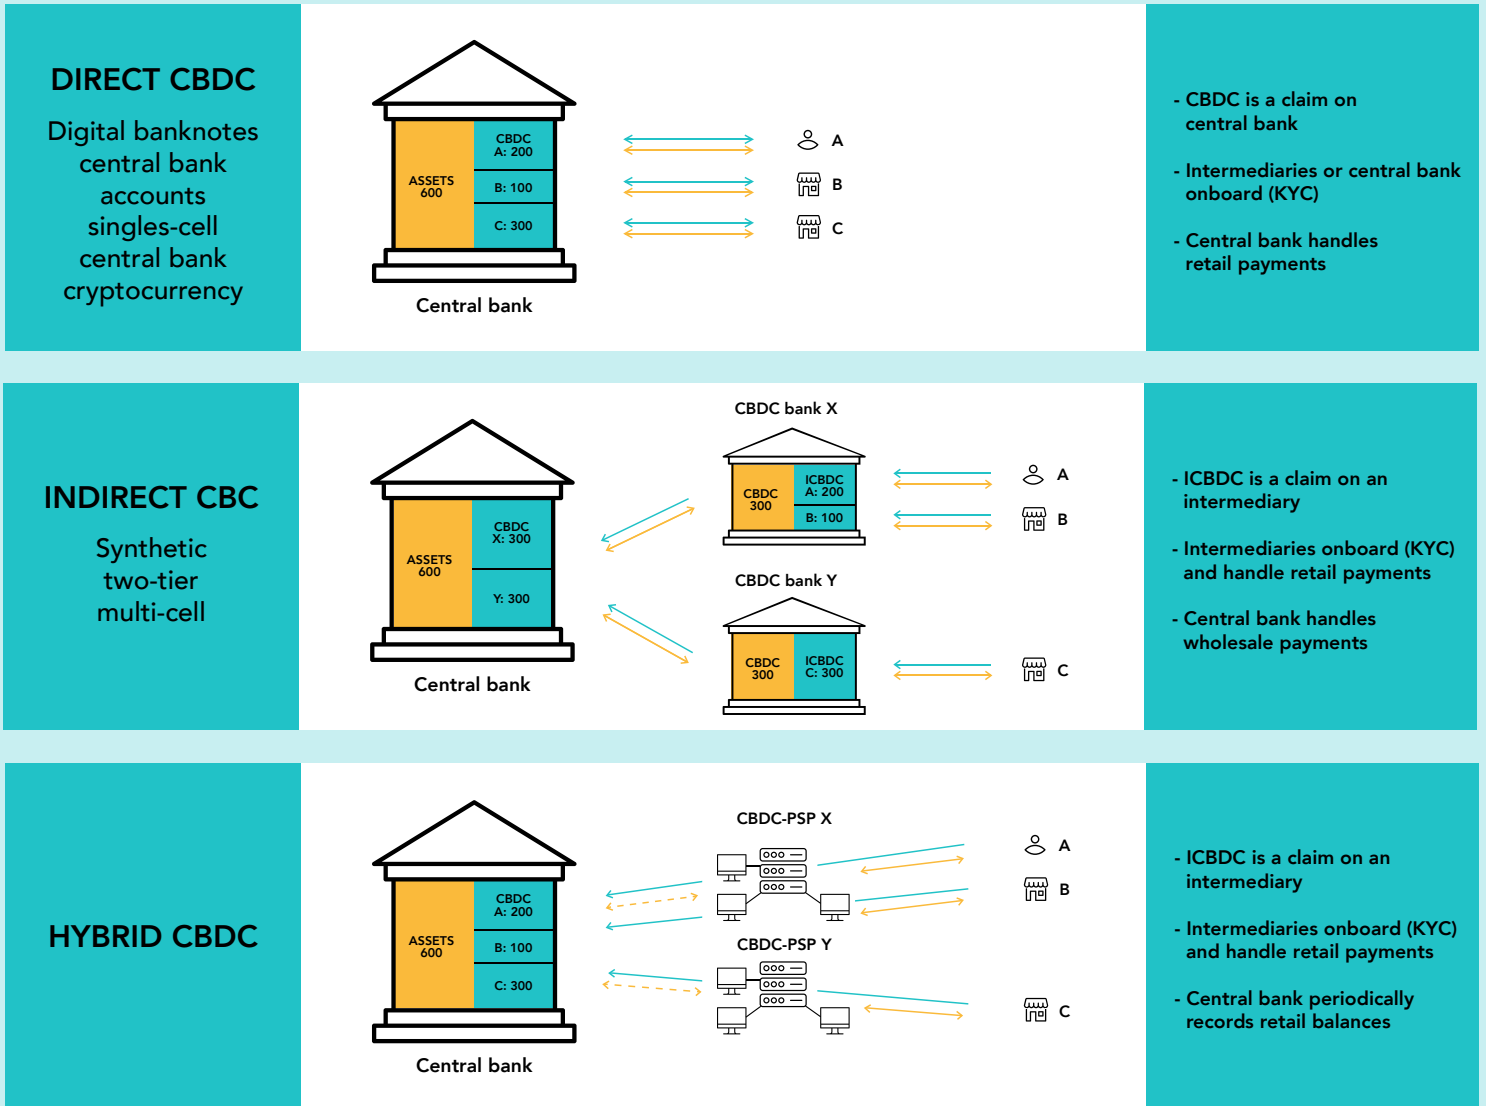 DIRECT CBDC
Digital banknotes
central bank
accounts
singles-cell
central bank
cryptocurrency
ASSETS
600
CBDC
A: 200
B: 100
C: 300
Central bank
A
B
C
- CBDC is a claim on
central bank
- Intermediaries or central bank
onboard (KYC)
- Central bank handles
retail payments
INDIRECT CBC
Synthetic
two-tier
multi-cell
ASSETS
600
CBDC
X: 300
Y: 300
Central bank
CBDC bank X
CBDC
300
ICBDC
A: 200
B: 100
CBDC bank Y
CBDC
300
ICBDC
C: 300
A
B
C
- ICBDC is a claim on an
intermediary
- Intermediaries onboard (KYC)
and handle retail payments
- Central bank handles
wholesale payments
HYBRID CBDC
ASSETS
600
CBDC
A: 200
B: 100
C: 300
Central bank
CBDC-PSP X
CBDC-PSP Y
A
B
C
- ICBDC is a claim on an
intermediary
- Intermediaries onboard (KYC)
and handle retail payments
- Central bank periodically
records retail balances